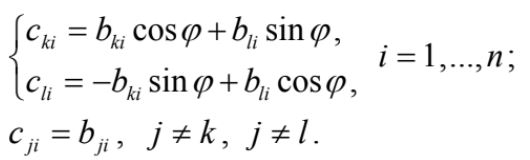 c_{ki} = b_{ki} cos φ + b_{li} sin φ,
i = 1,...,n;
c_{li} = −b_{ki} sin φ + b_{li} cos φ,
c_{ji} = b_{ji}, j ≠ k, j ≠ l.